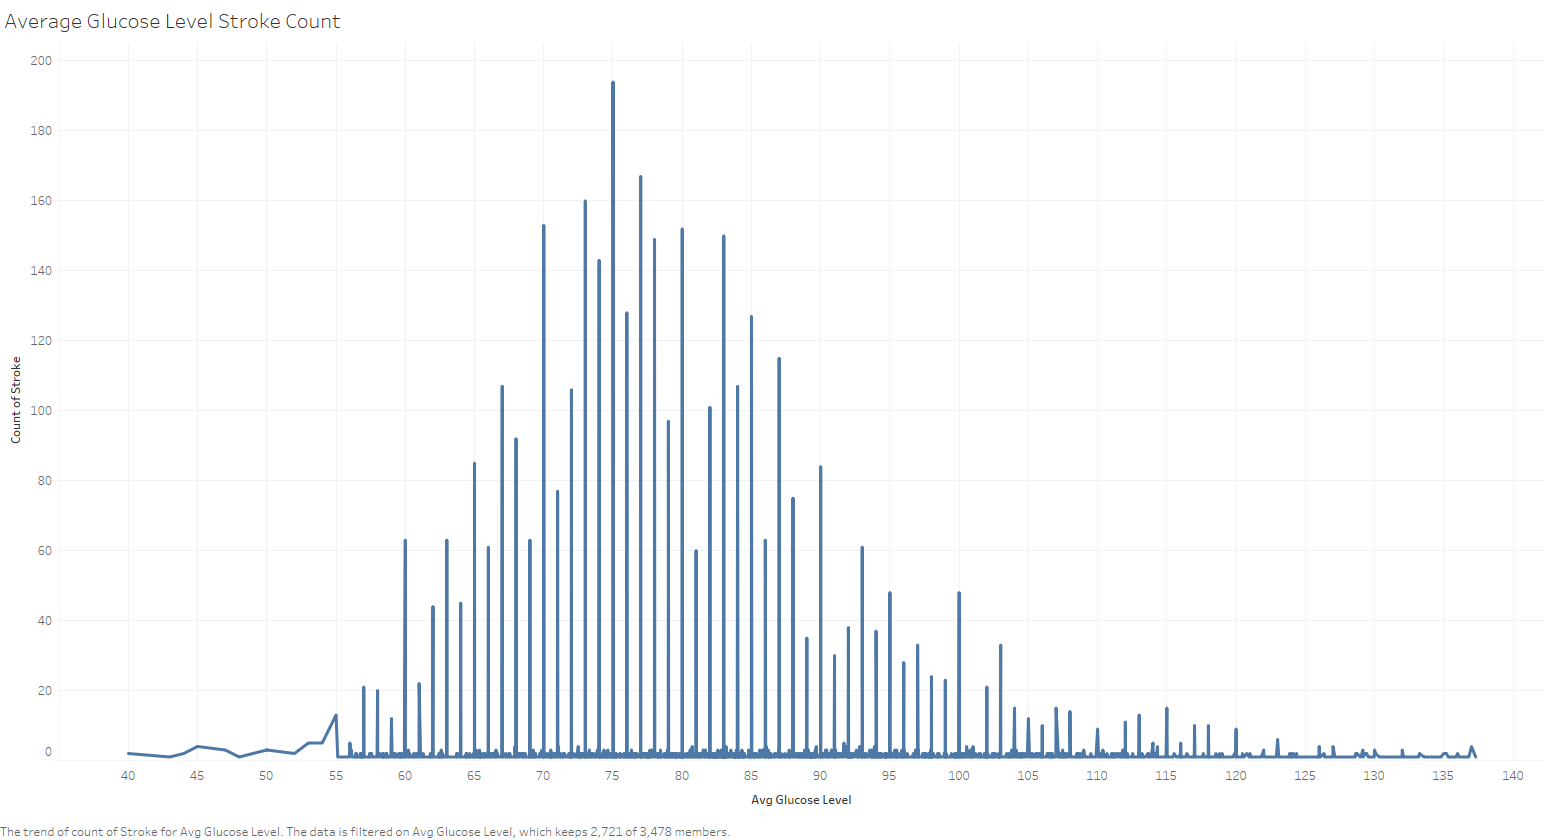 Average Glucose Level Stroke Count
200
180
160
140
120
100
80
60
40
20
0
Count of Stroke
40 45 50 55 60 65 70 75 80 85 90 95 100 105 110 115 120 125 130 135 140
Avg Glucose Level
The trend of count of Stroke for Avg Glucose Level. The data is filtered on Avg Glucose Level, which keeps 2,721 of 3,478 members.